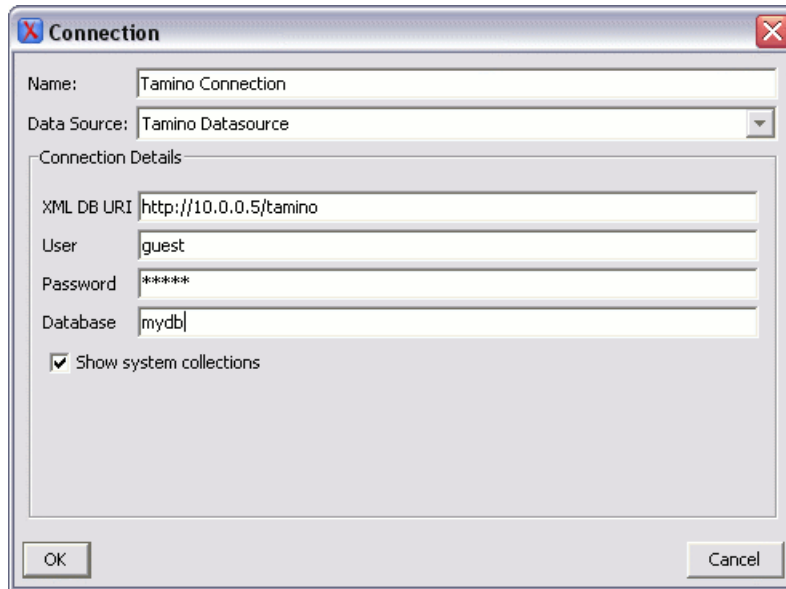 Connection
Name: Tamino Connection
Data Source: Tamino Datasource
Connection Details
XML DB URI http://10.0.0.5/tamino
User guest
Password *****
Database mydb
Show system collections
OK Cancel